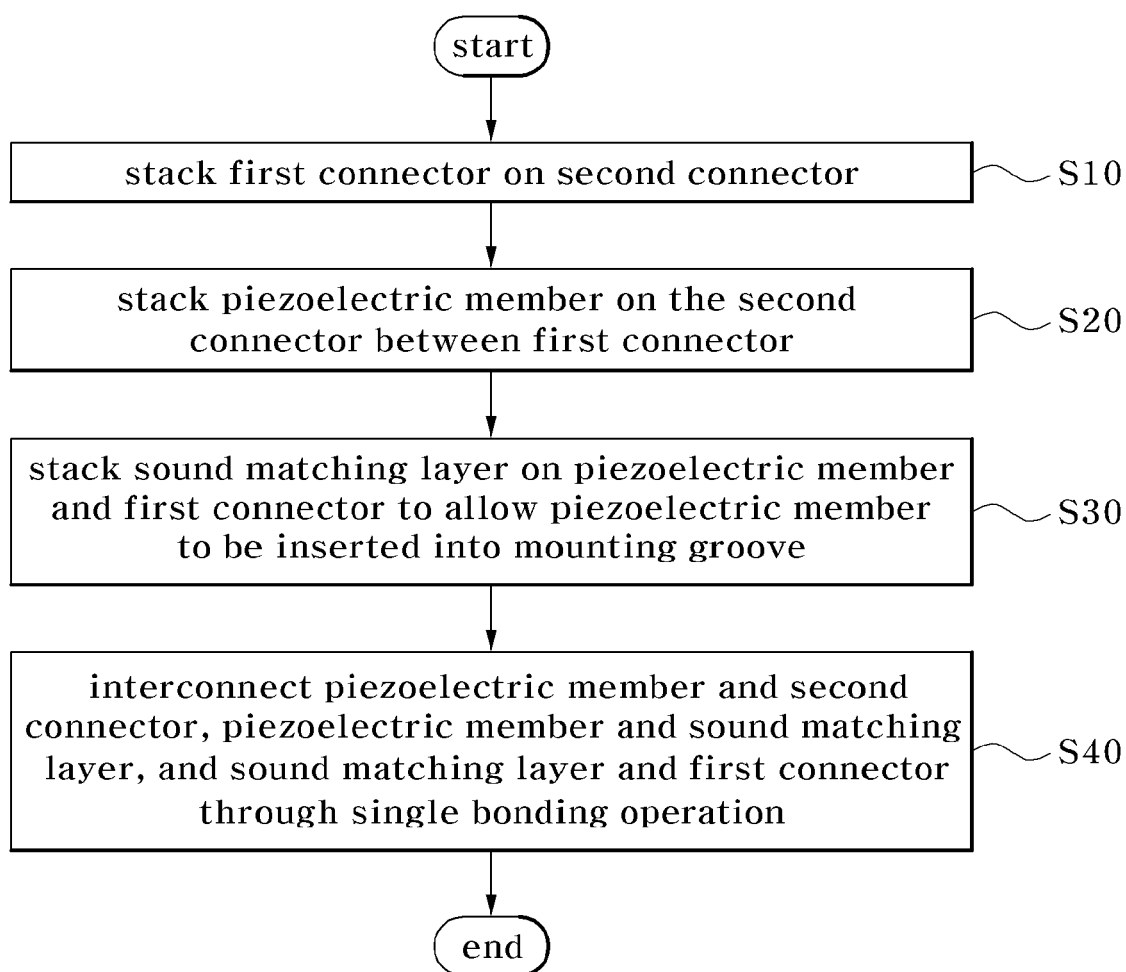 start
stack first connector on second connector
S10
stack piezoelectric member on the second
connector between first connector
S20
stack sound matching layer on piezoelectric member
and first connector to allow piezoelectric member
to be inserted into mounting groove
S30
interconnect piezoelectric member and second
connector, piezoelectric member and sound matching
layer, and sound matching layer and first connector
through single bonding operation
S40
end